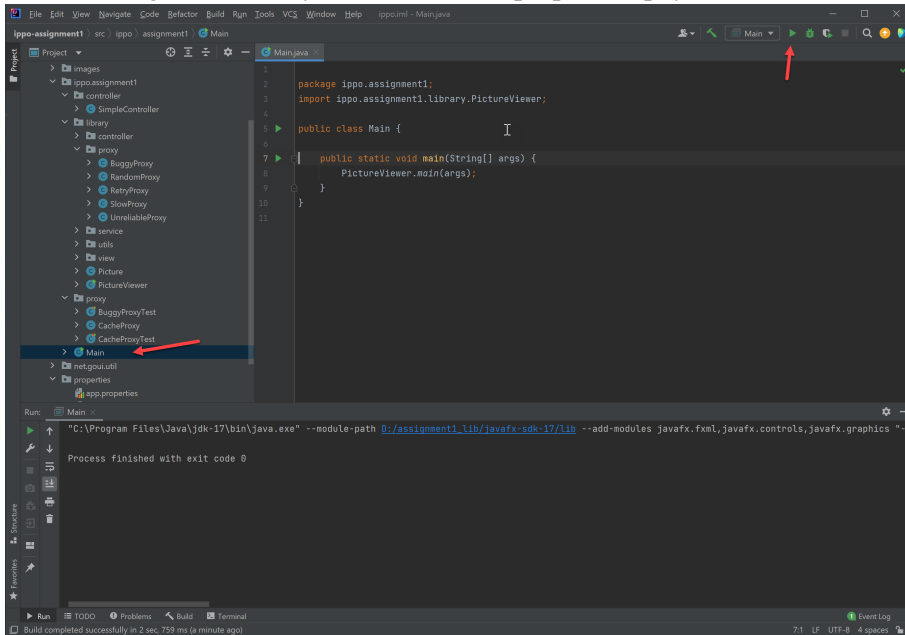 File Edit View Navigate Code Refactor Build Run Tools VCS Window Help ippo.iml - Main.java
ippo-assignment1 src ippo assignment1 Main
Main
Project
Project
Main.java
images
ippo.assignment1
controller
SimpleController
library
controller
proxy
BuggyProxy
RandomProxy
RetryProxy
SlowProxy
UnreliableProxy
service
utils
view
Picture
PictureViewer
proxy
BuggyProxyTest
CacheProxy
CacheProxyTest
Main
net.goui.util
properties
app.properties
1
2 package ippo.assignment1;
3 import ippo.assignment1.library.PictureViewer;
4
5 public class Main {
6
7 public static void main(String[] args) {
8 PictureViewer.main(args);
9 }
10 }
11
Run: Main
"C:\Program Files\Java\jdk-17\bin\java.exe" --module-path D:/assignment1_lib/javafx-sdk-17/lib --add-modules javafx.fxml,javafx.controls,javafx.graphics "-
Process finished with exit code 0
Structure
Favorites
Run TODO Problems Build Terminal
1 Event Log
Build completed successfully in 2 sec, 759 ms (a minute ago)
7:1 LF UTF-8 4 spaces